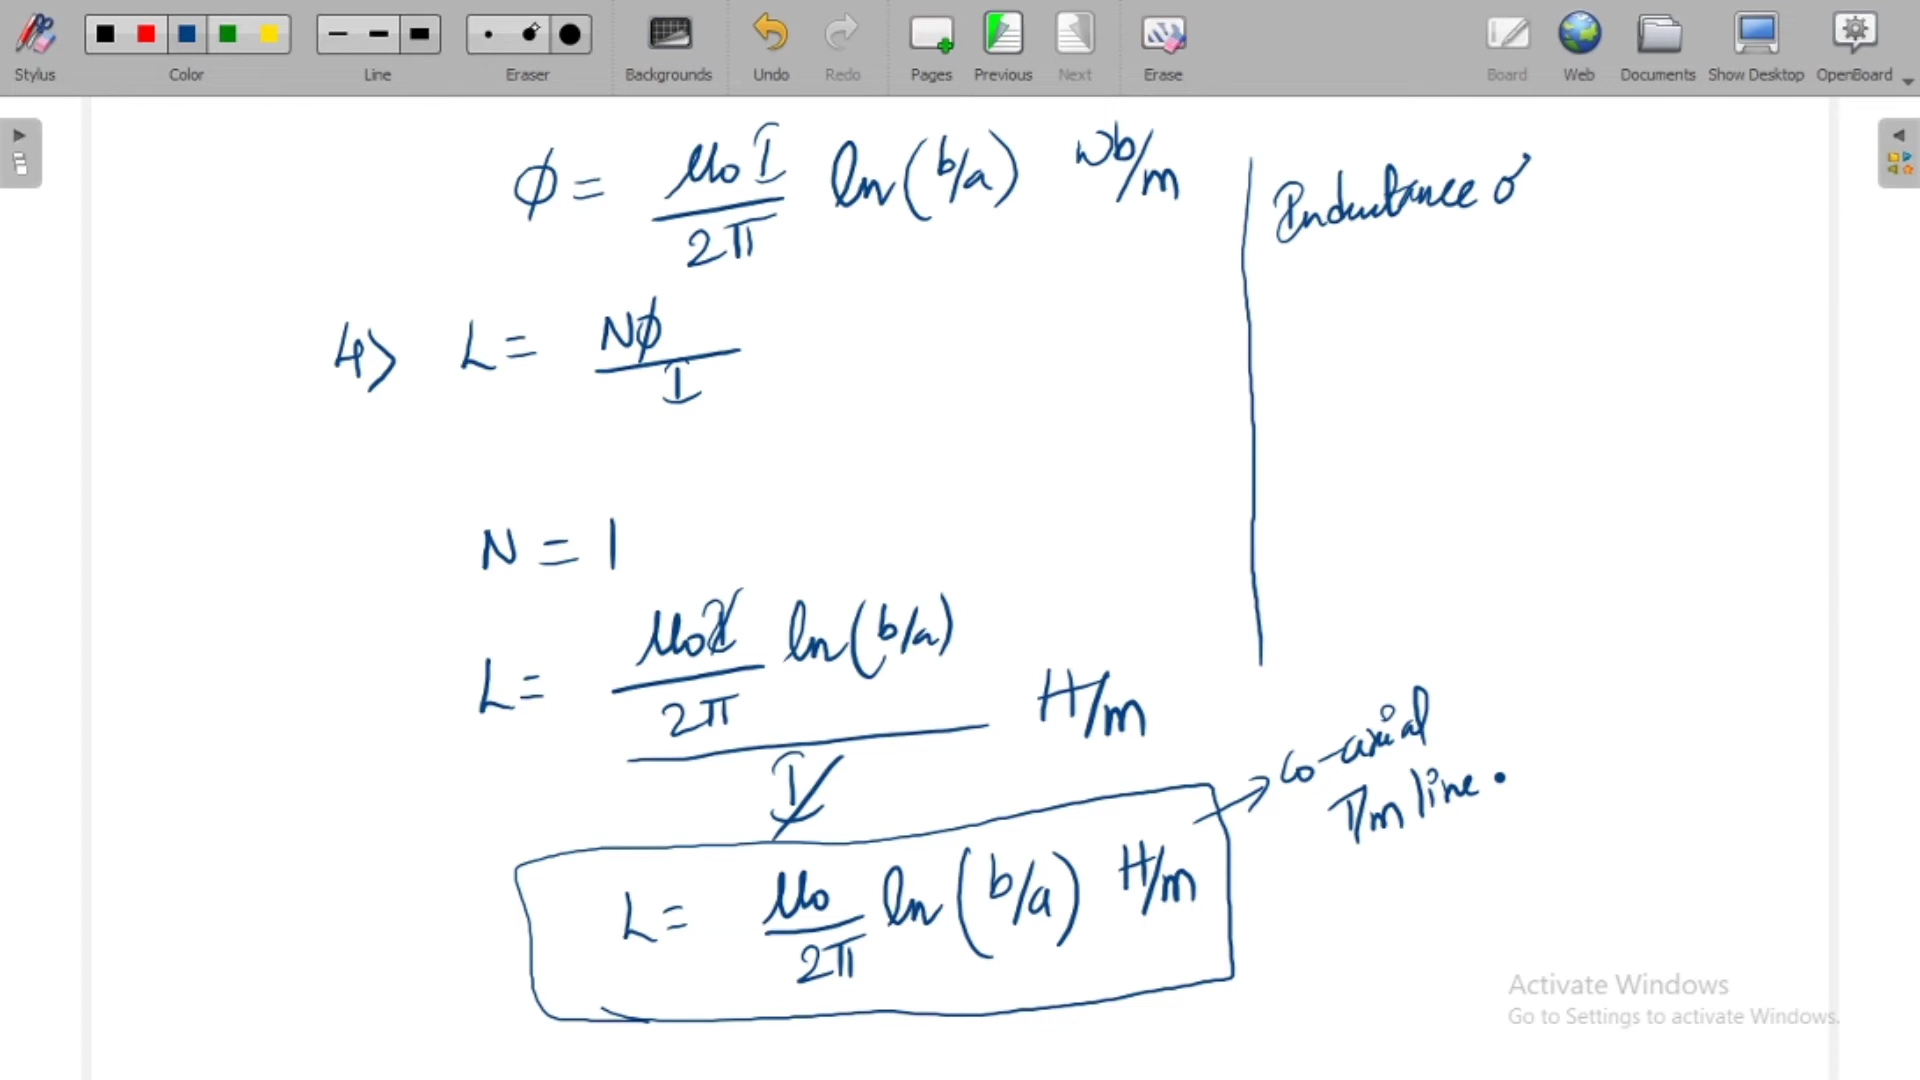 Stylus
Color
Line
Eraser
Backgrounds
Undo
Redo
Pages
Previous
Next
Erase
Board
Web
Documents
Show Desktop
OpenBoard
ϕ = μ₀I/2π ln(b/a) Wb/m
4> L = Nϕ/I
N = 1
L = μ₀I/2π ln(b/a) / I H/m
L = μ₀/2π ln(b/a) H/m
Inductance o
Co-axial
T/m line.
Activate Windows
Go to Settings to activate Windows.